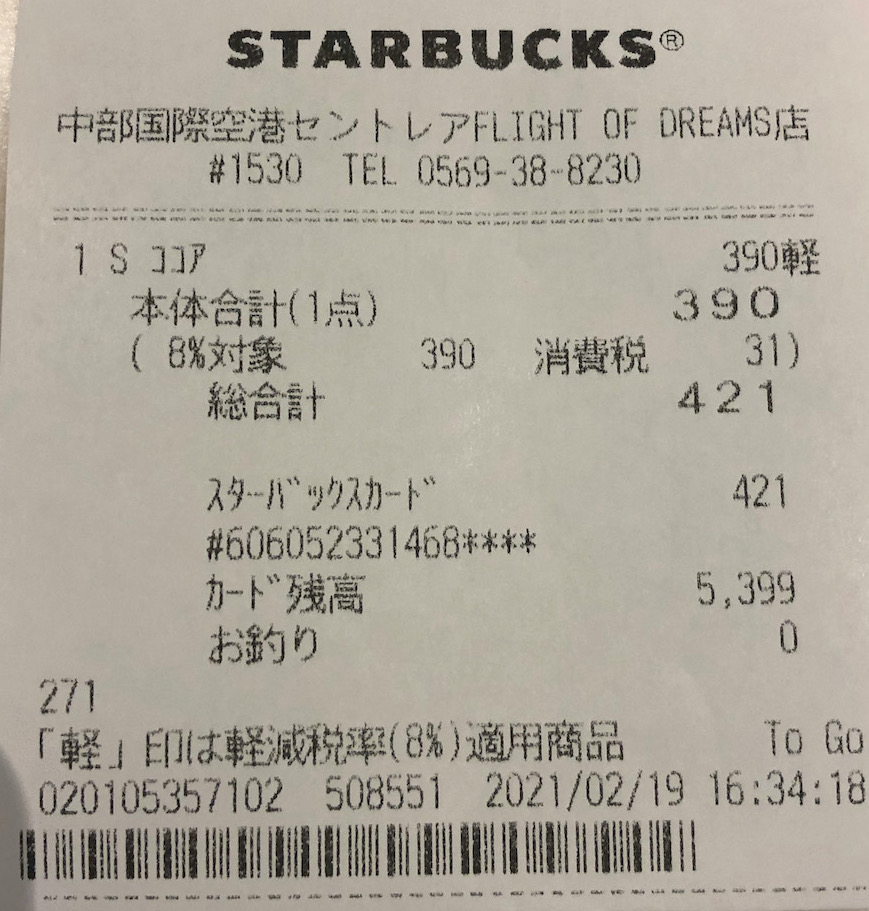 STARBUCKS®
中部国際空港セントレアFLIGHT OF DREAMS店
#1530 TEL 0569-38-8230
1 S ココア 390軽
本体合計(1点) 390
( 8%対象 390 消費税 31)
総合計 421
スターバックスカード 421
#606052331468****
カード残高 5,399
お釣り 0
271
「軽」印は軽減税率(8%)適用商品 To Go
020105357102 508551 2021/02/19 16:34:18